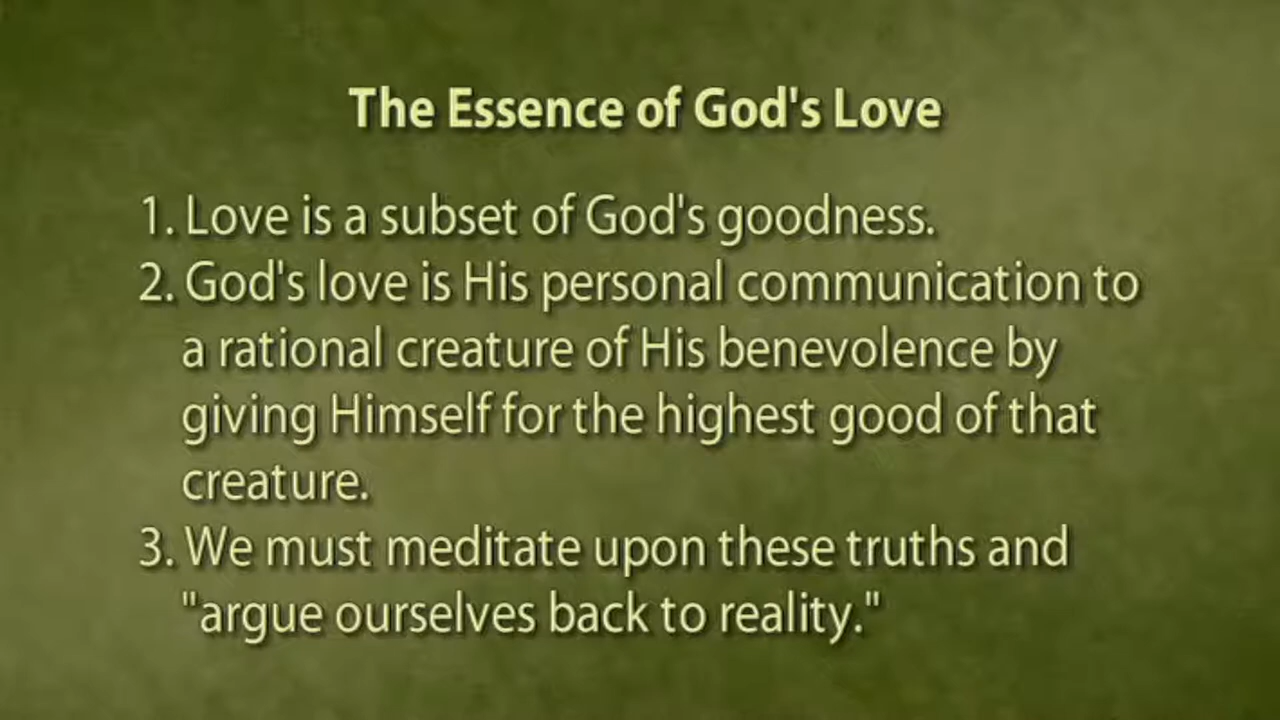 The Essence of God's Love
1. Love is a subset of God's goodness.
2. God's love is His personal communication to
a rational creature of His benevolence by
giving Himself for the highest good of that
creature.
3. We must meditate upon these truths and
"argue ourselves back to reality."